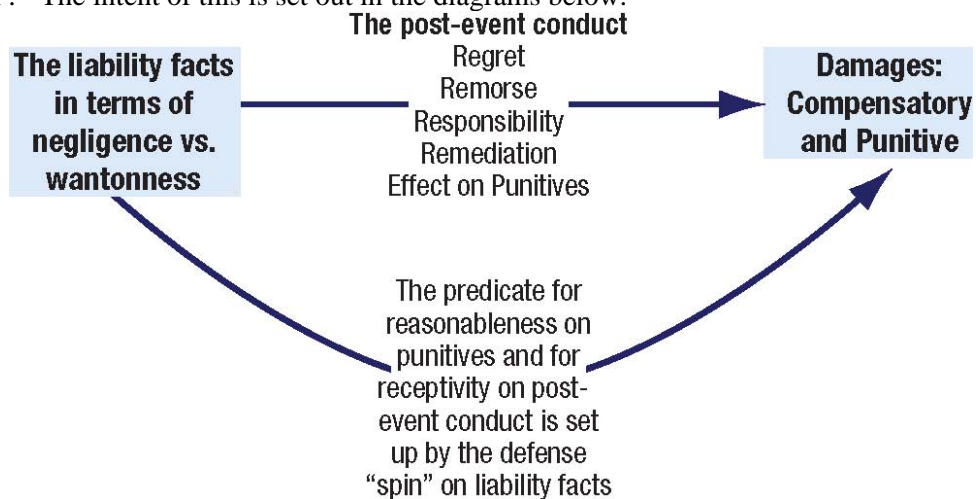 The intent of this is set out in the diagrams below.
The post-event conduct
Regret
Remorse
Responsibility
Remediation
Effect on Punitives
The liability facts
in terms of
negligence vs.
wantonness
Damages:
Compensatory
and Punitive
The predicate for
reasonableness on
punitives and for
receptivity on post-
event conduct is set
up by the defense
“spin” on liability facts